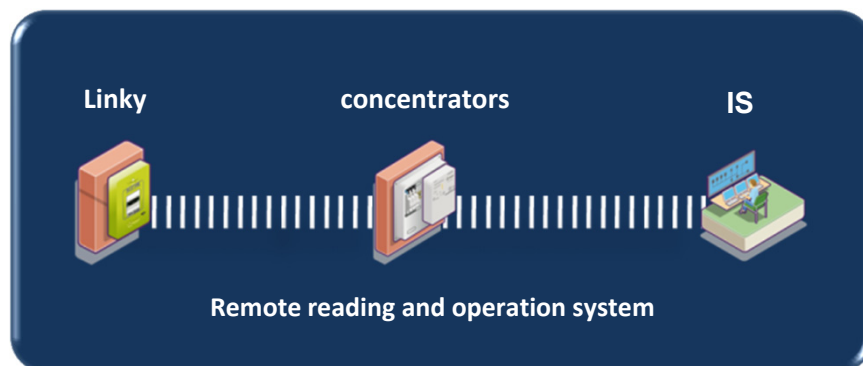 Linky
concentrators
IS
Remote reading and operation system